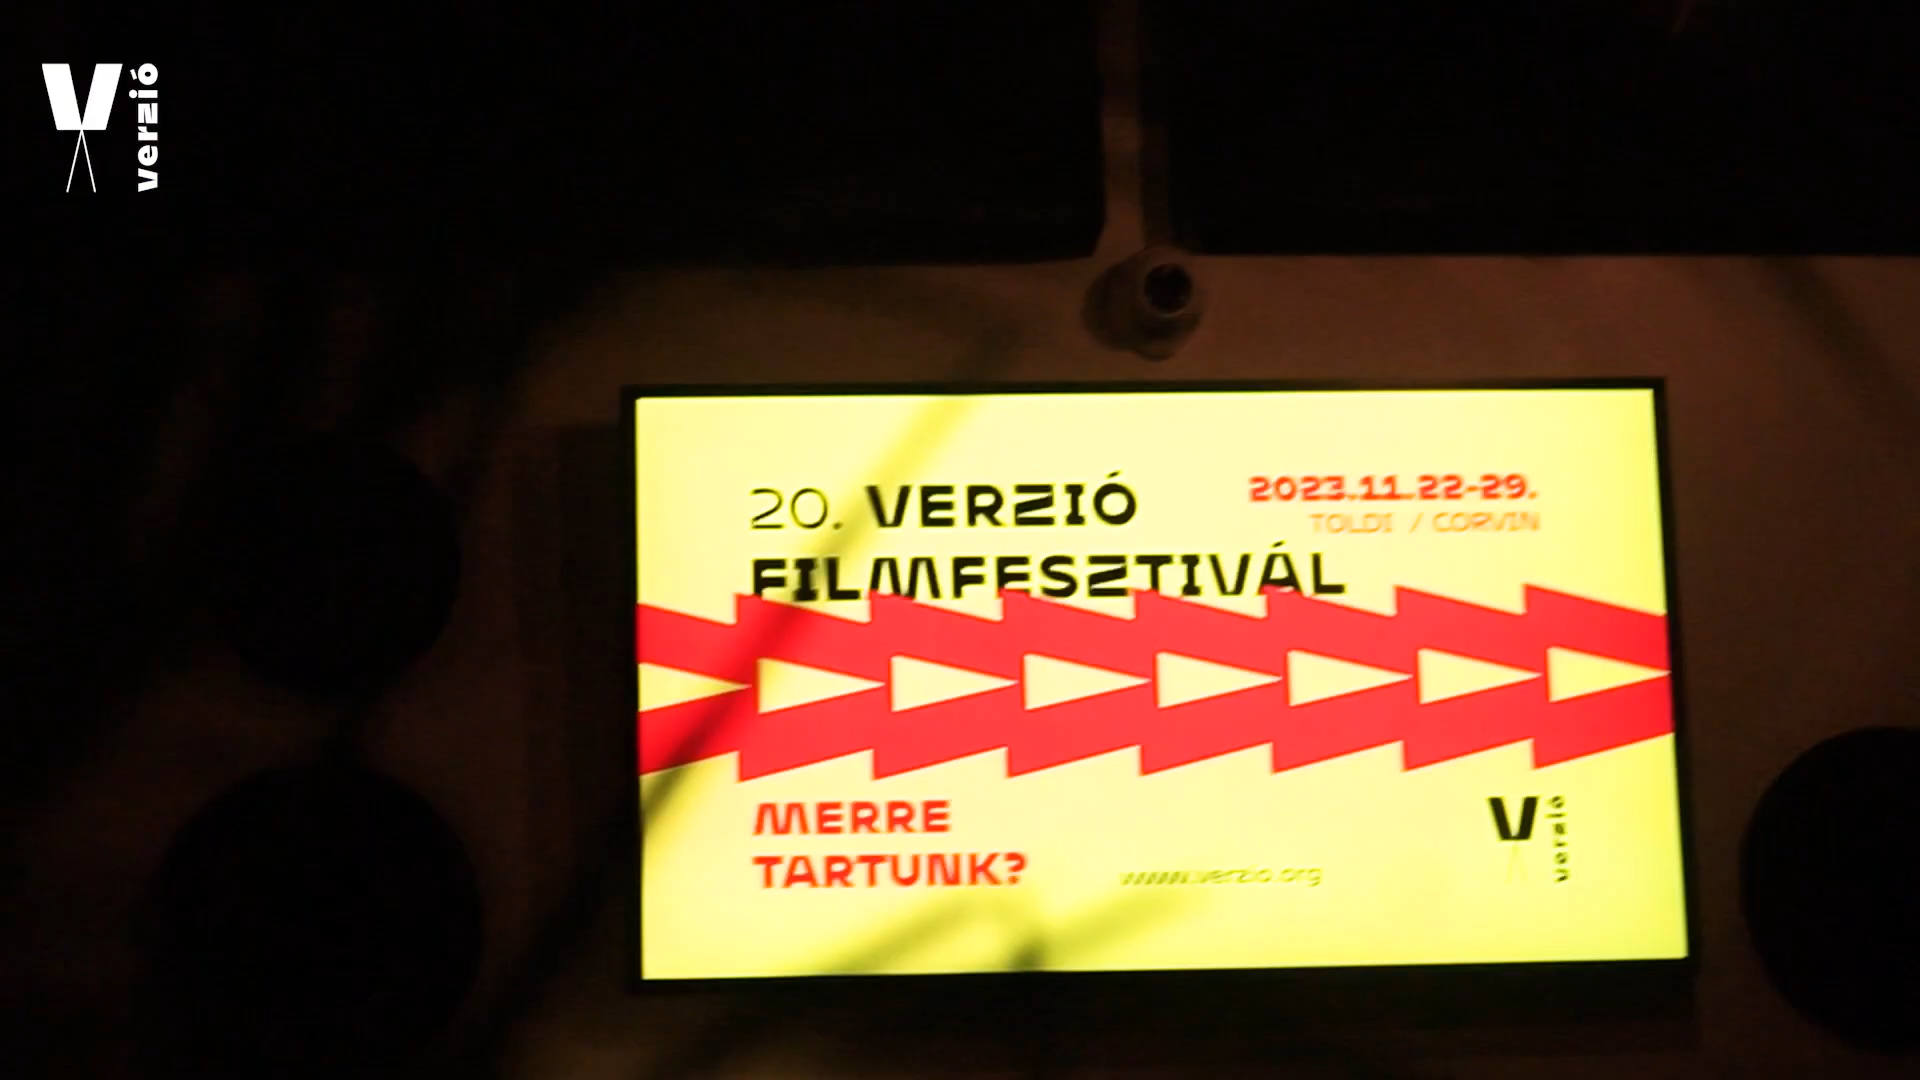 verzió
20. VERZIÓ
FILMFESZTIVÁL
2023.11.22-29.
TOLDI / CORVIN
MERRE
TARTUNK?
www.verzio.org
V verzió